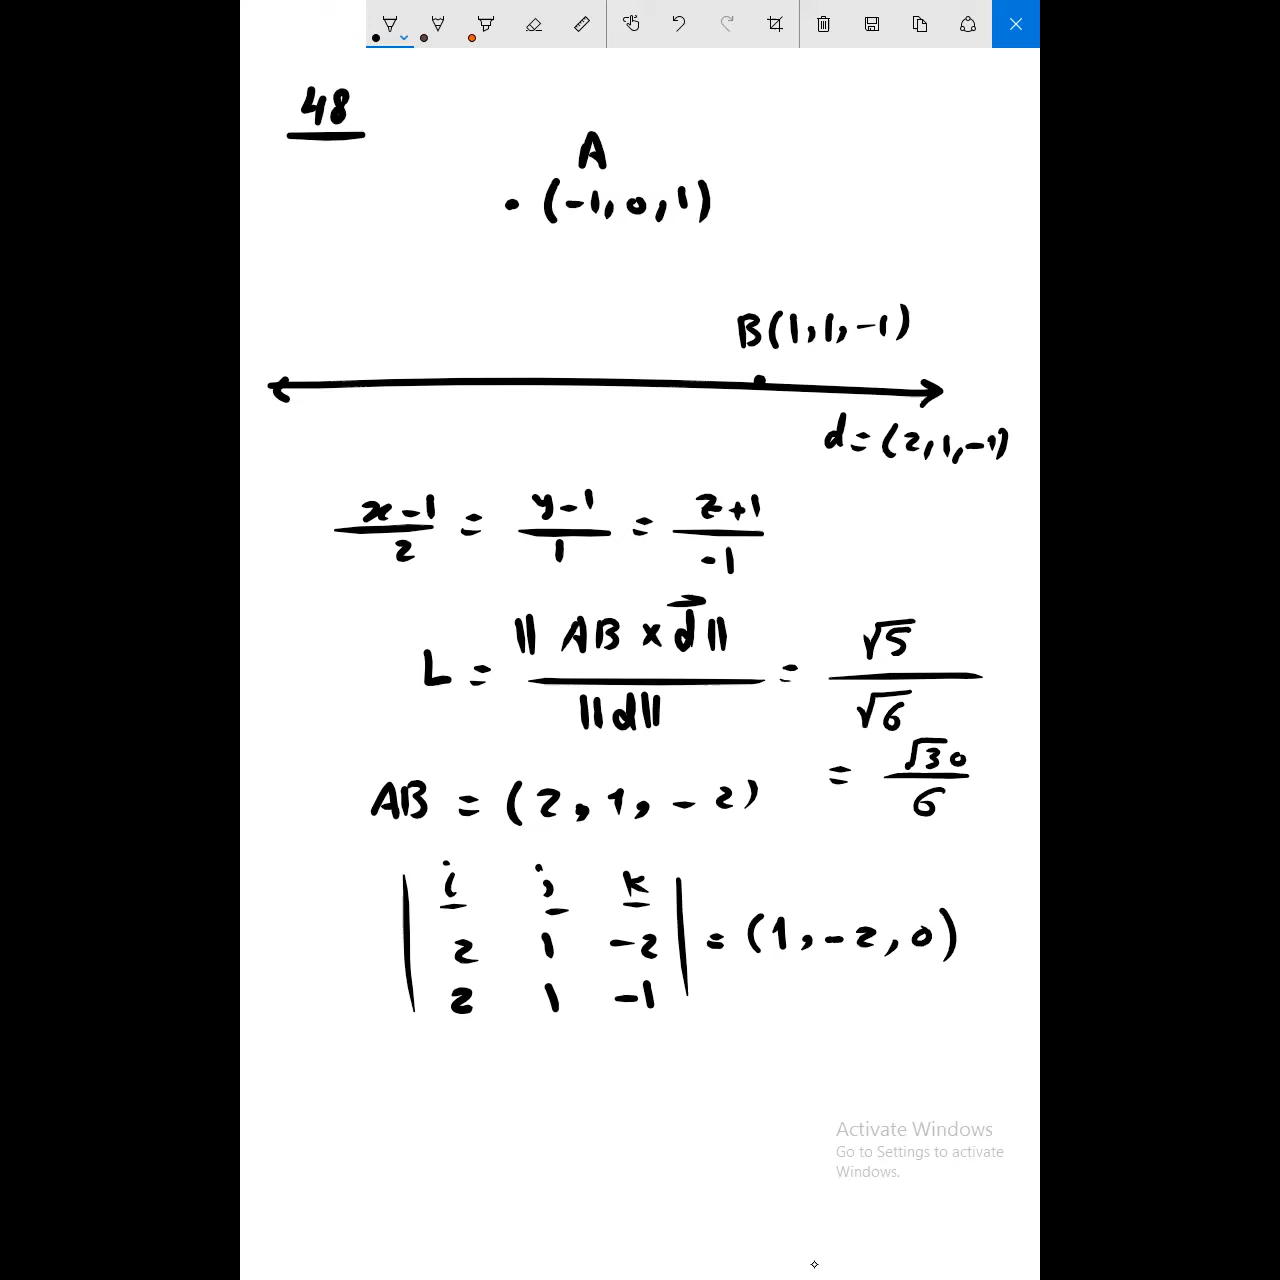 48
A
. (-1, 0, 1)
B(1, 1, -1)
d = (2, 1, -1)
x-1/2 = y-1/1 = z+1/-1
L = || AB × d⃗ || / ||d|| = √5/√6
= √30/6
AB = (2, 1, -2)
| i j k |
| 2 1 -2 | = (1, -2, 0)
| 2 1 -1 |
Activate Windows
Go to Settings to activate
Windows.